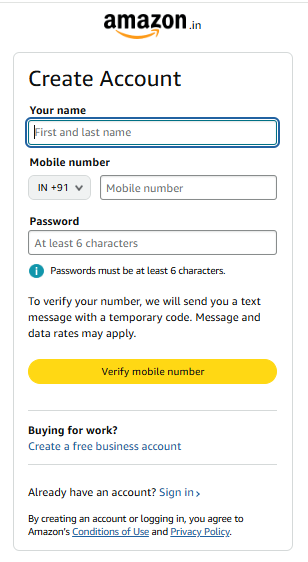 amazon.in
Create Account
Your name
First and last name
Mobile number
IN +91 Mobile number
Password
At least 6 characters
i Passwords must be at least 6 characters.
To verify your number, we will send you a text
message with a temporary code. Message and
data rates may apply.
Verify mobile number
Buying for work?
Create a free business account
Already have an account? Sign in ›
By creating an account or logging in, you agree to
Amazon's Conditions of Use and Privacy Policy.